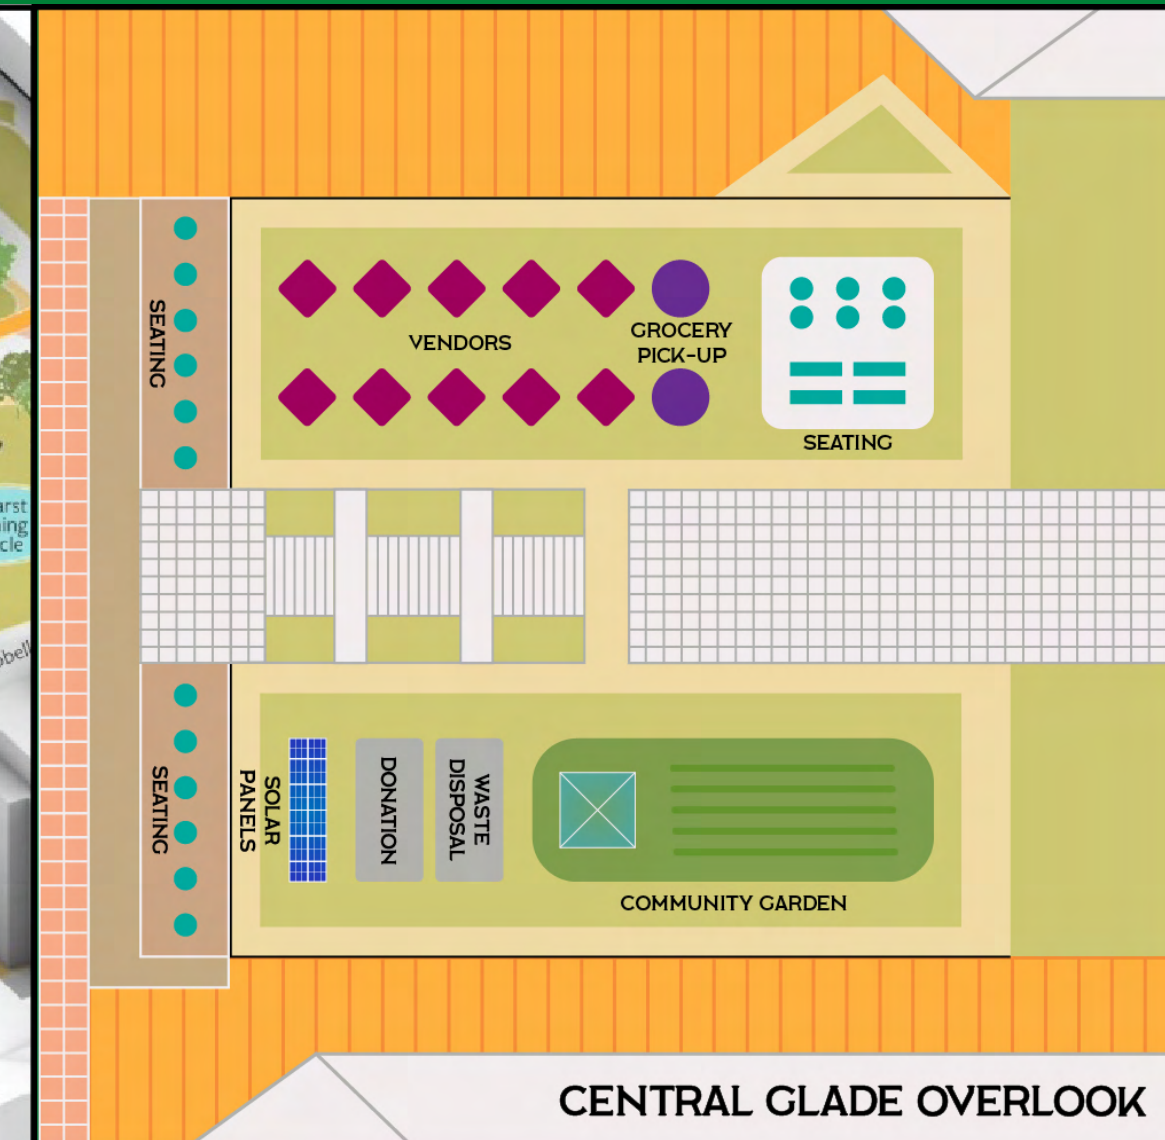 SEATING
VENDORS
GROCERY
PICK-UP
SEATING
SEATING
SOLAR
PANELS
DONATION
WASTE
DISPOSAL
COMMUNITY GARDEN
CENTRAL GLADE OVERLOOK